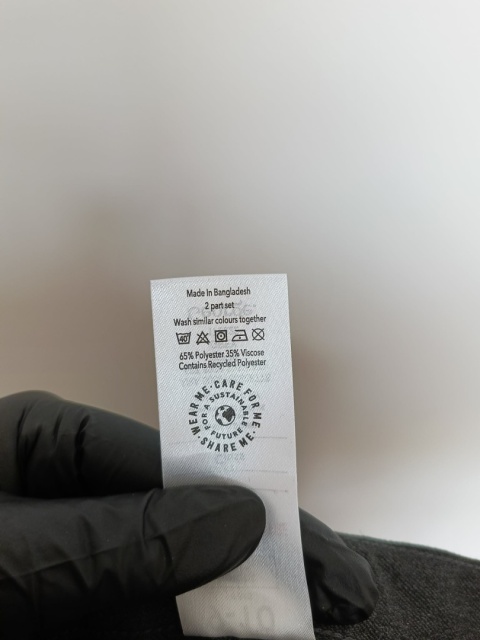 Made In Bangladesh
2 part set
Wash similar colours together
40
65% Polyester 35% Viscose
Contains Recycled Polyester
WEAR ME · CARE FOR ME · SHARE ME ·
FOR A SUSTAINABLE FUTURE